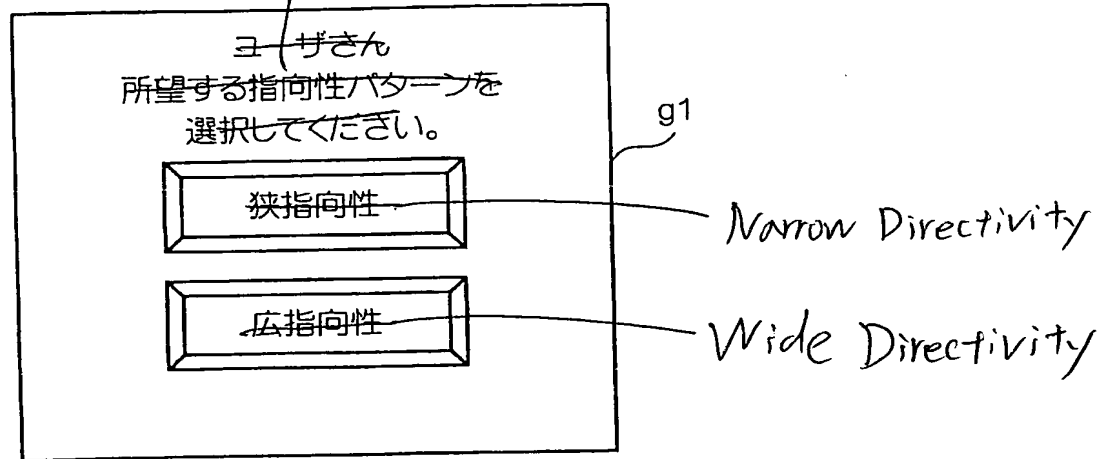 ユーザさん
所望する指向性パターンを
選択してください。
g1
狭指向性
Narrow Directivity
広指向性
Wide Directivity